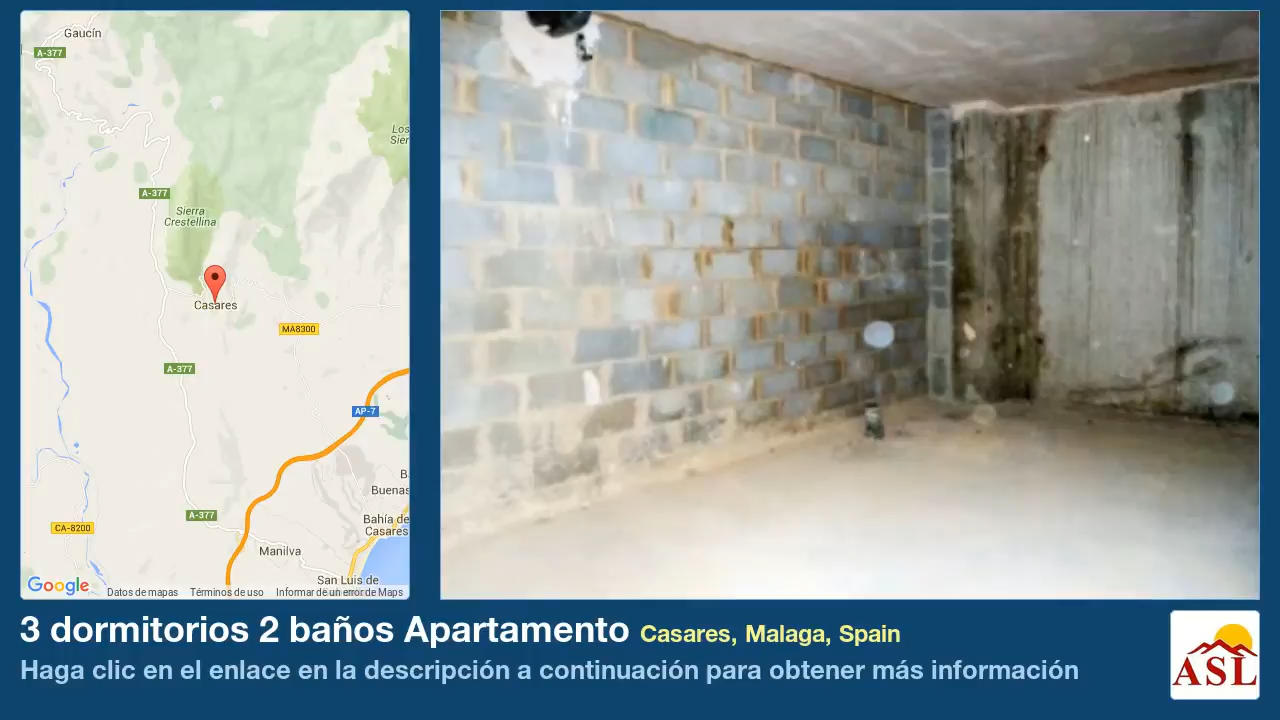 Gaucín
A-377
Los
Sier
A-377
Sierra
Crestellina
Casares
MA8300
A-377
AP-7
B
Buenas
A-377
Bahía de
Casares
CA-8200
Manilva
San Luis de
Google
Datos de mapas
Términos de uso
Informar de un error de Maps
3 dormitorios 2 baños Apartamento Casares, Malaga, Spain
Haga clic en el enlace en la descripción a continuación para obtener más información
ASL